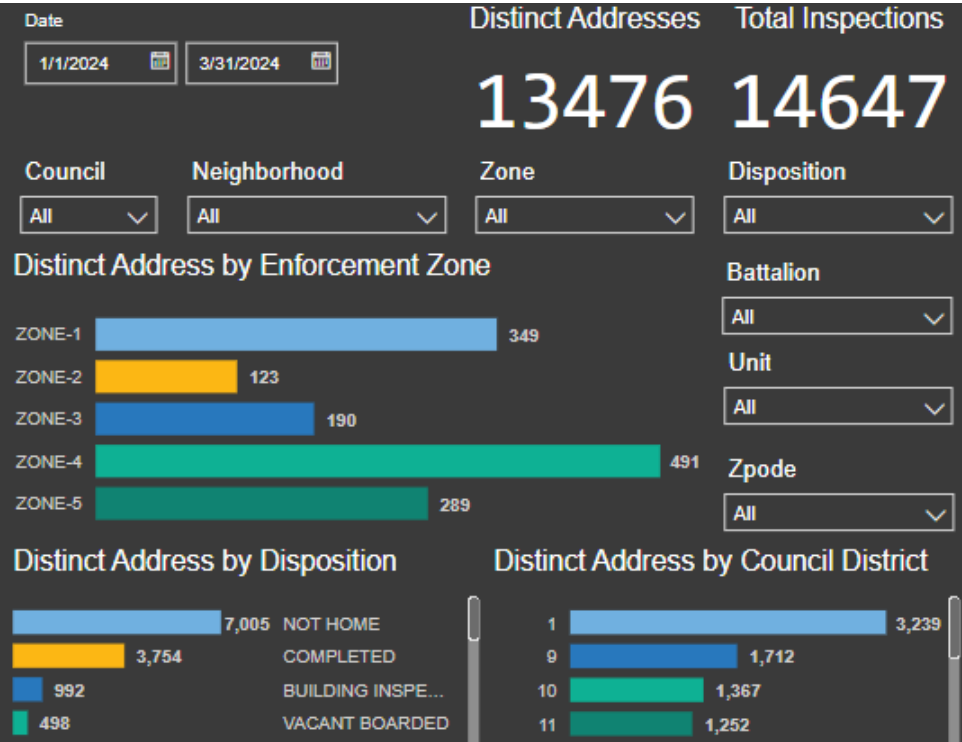 Date
Distinct Addresses
Total Inspections
1/1/2024
3/31/2024
13476
14647
Council
Neighborhood
Zone
Disposition
All
All
All
All
Distinct Address by Enforcement Zone
Battalion
All
ZONE-1
349
Unit
ZONE-2
123
All
ZONE-3
190
ZONE-4
491
Zpode
ZONE-5
289
All
Distinct Address by Disposition
Distinct Address by Council District
7,005 NOT HOME
3,754 COMPLETED
992 BUILDING INSPE...
498 VACANT BOARDED
1 3,239
9 1,712
10 1,367
11 1,252